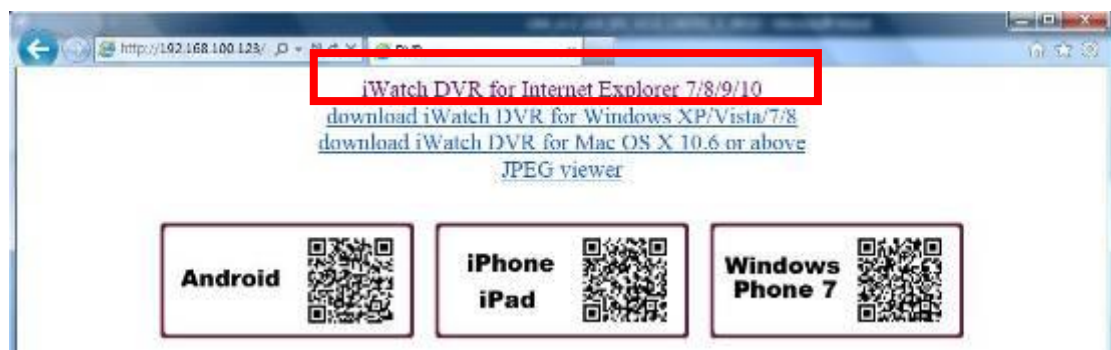 http://192.168.100.123/
iWatch DVR for Internet Explorer 7/8/9/10
download iWatch DVR for Windows XP/Vista/7/8
download iWatch DVR for Mac OS X 10.6 or above
JPEG viewer
Android
iPhone
iPad
Windows
Phone 7